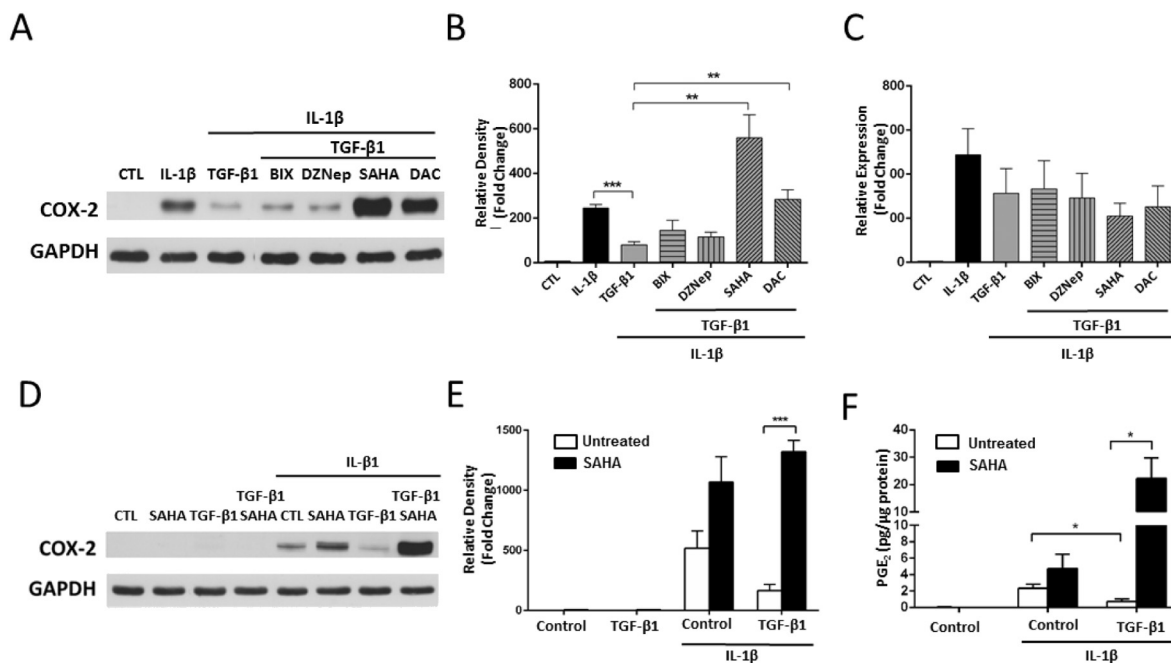 A
IL-1β
TGF-β1
CTL IL-1β TGF-β1 BIX DZNep SAHA DAC
COX-2
GAPDH
B
Relative Density
(Fold Change)
800
600
400
200
0
**
**
***
CTL IL-1β TGF-β1 BIX DZNep SAHA DAC
TGF-β1
IL-1β
C
Relative Expression
(Fold Change)
800
00
00
00
0
CTL IL-1β TGF-β1 BIX DZNep SAHA DAC
TGF-β1
IL-1β
D
IL-β1
TGF-β1 TGF-β1
CTL SAHA TGF-β1 SAHA CTL SAHA TGF-β1 SAHA
COX-2
GAPDH
E
Relative Density
(Fold Change)
1500
1000
500
0
Untreated
SAHA
***
Control TGF-β1 Control TGF-β1
IL-1β
F
PGE₂ (pg/µg protein)
40
30
20
10
8
6
4
2
0
Untreated
SAHA
*
*
Control Control TGF-β1
IL-1β